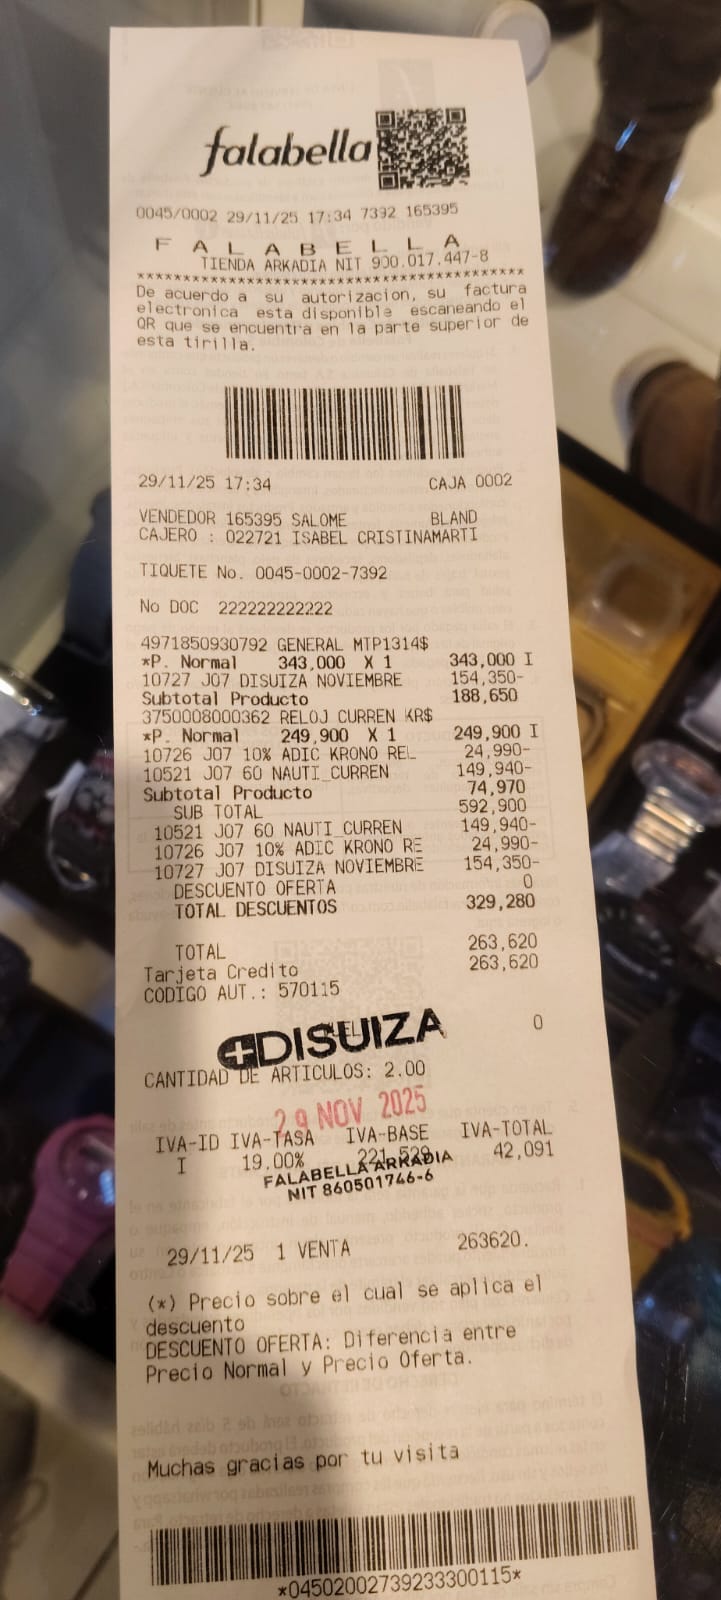 falabella
0045/0002 29/11/25 17:34 7392 165395
F A L A B E L L A
TIENDA ARKADIA NIT 900.017.447-8
****************************************************
De acuerdo a su autorizacion, su factura
electronica esta disponible escaneando el
QR que se encuentra en la parte superior de
esta tirilla.
29/11/25 17:34 CAJA 0002
VENDEDOR 165395 SALOME BLAND
CAJERO : 022721 ISABEL CRISTINAMARTI
TIQUETE No. 0045-0002-7392
No DOC 222222222222
4971850930792 GENERAL MTP1314$
*P. Normal 343,000 X 1 343,000 I
10727 J07 DISUIZA NOVIEMBRE 154,350-
Subtotal Producto 188,650
3750008000362 RELOJ CURREN KR$
*P. Normal 249,900 X 1 249,900 I
10726 J07 10% ADIC KRONO REL 24,990-
10521 J07 60 NAUTI_CURREN 149,940-
Subtotal Producto 74,970
SUB TOTAL 592,900
10521 J07 60 NAUTI_CURREN 149,940-
10726 J07 10% ADIC KRONO RE 24,990-
10727 J07 DISUIZA NOVIEMBRE 154,350-
DESCUENTO OFERTA 0
TOTAL DESCUENTOS 329,280
TOTAL 263,620
Tarjeta Credito 263,620
CODIGO AUT.: 570115
DISUIZA 0
CANTIDAD DE ARTICULOS: 2.00
29 NOV 2025
IVA-ID IVA-TASA IVA-BASE IVA-TOTAL
I 19.00% 221,529 42,091
FALABELLA ARKADIA
NIT 860501746-6
29/11/25 1 VENTA 263620.
(*) Precio sobre el cual se aplica el
descuento
DESCUENTO OFERTA: Diferencia entre
Precio Normal y Precio Oferta.
Muchas gracias por tu visita
*04502002739233300115*